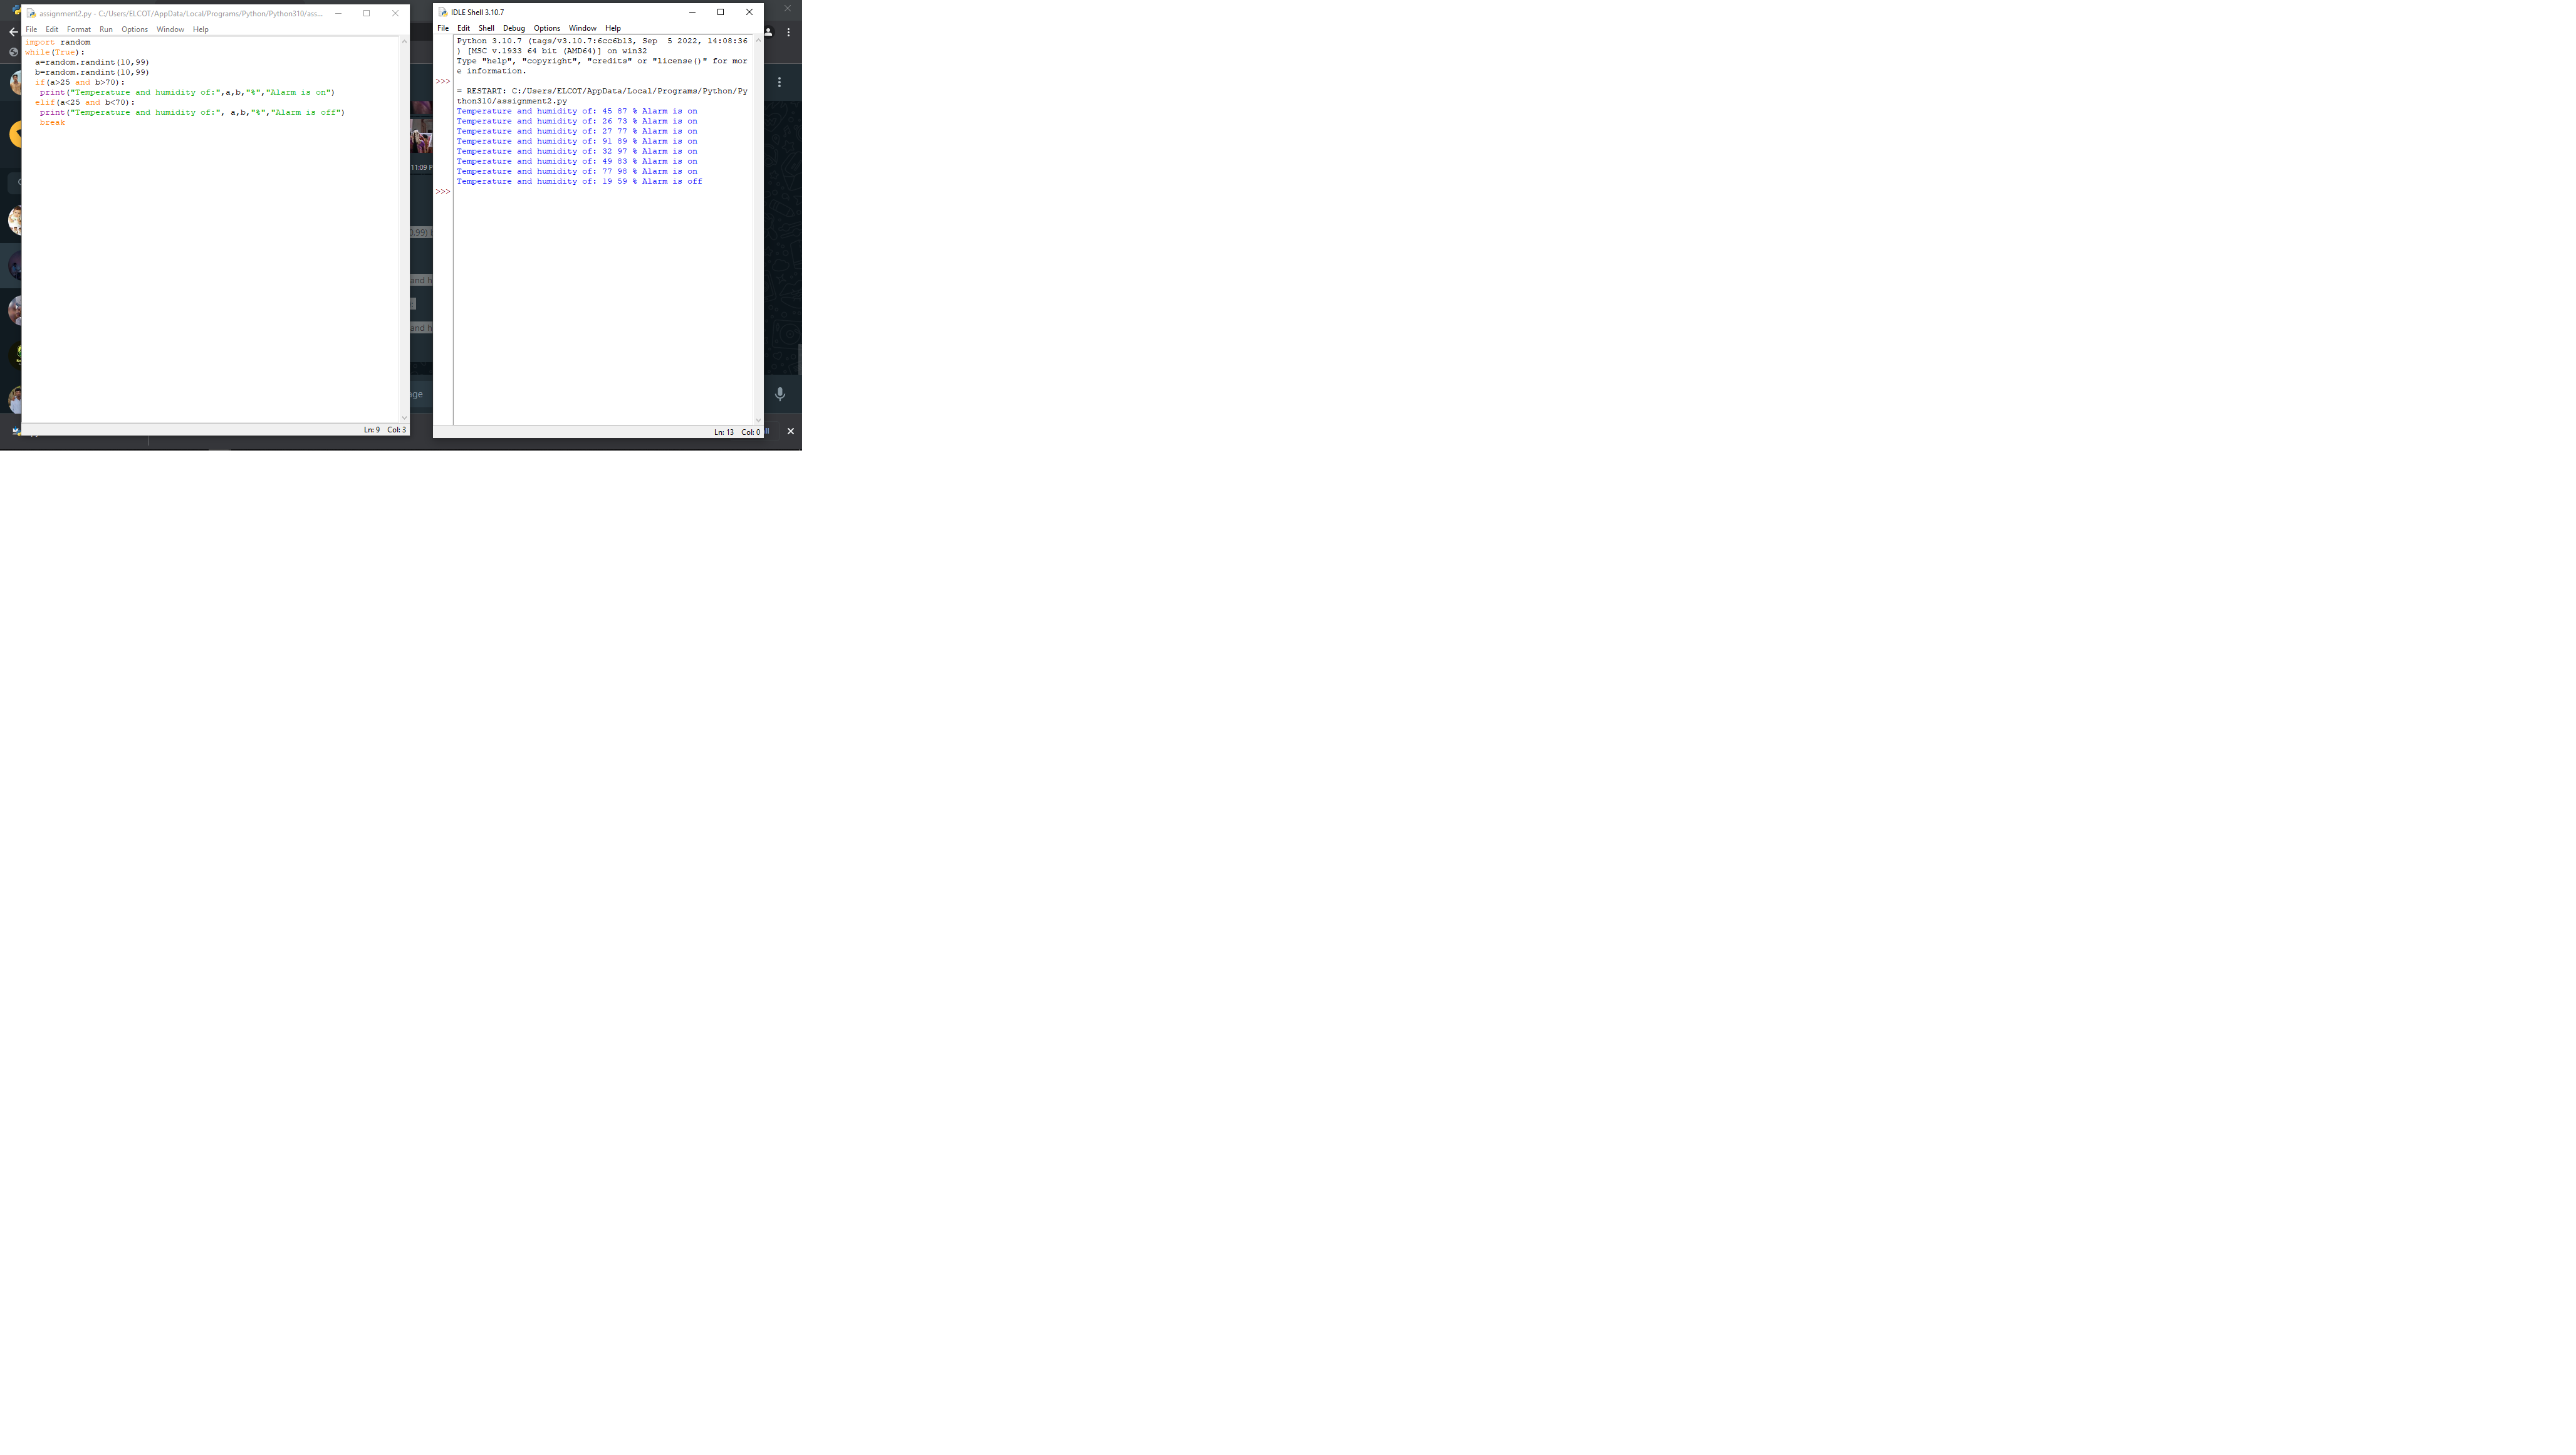 assignment2.py - C:/Users/ELCOT/AppData/Local/Programs/Python/Python310/ass...
File Edit Format Run Options Window Help
import random
while(True):
  a=random.randint(10,99)
  b=random.randint(10,99)
  if(a>25 and b>70):
   print("Temperature and humidity of:",a,b,"%","Alarm is on")
  elif(a<25 and b<70):
   print("Temperature and humidity of:", a,b,"%","Alarm is off")
   break
Ln: 9 Col: 3
11:09 P
0,99)
and h
and h
age
IDLE Shell 3.10.7
File Edit Shell Debug Options Window Help
Python 3.10.7 (tags/v3.10.7:6cc6b13, Sep  5 2022, 14:08:36
) [MSC v.1933 64 bit (AMD64)] on win32
Type "help", "copyright", "credits" or "license()" for mor
e information.
>>>
= RESTART: C:/Users/ELCOT/AppData/Local/Programs/Python/Py
thon310/assignment2.py
Temperature and humidity of: 45 87 % Alarm is on
Temperature and humidity of: 26 73 % Alarm is on
Temperature and humidity of: 27 77 % Alarm is on
Temperature and humidity of: 91 89 % Alarm is on
Temperature and humidity of: 32 97 % Alarm is on
Temperature and humidity of: 49 83 % Alarm is on
Temperature and humidity of: 77 98 % Alarm is on
Temperature and humidity of: 19 59 % Alarm is off
>>>
Ln: 13 Col: 0